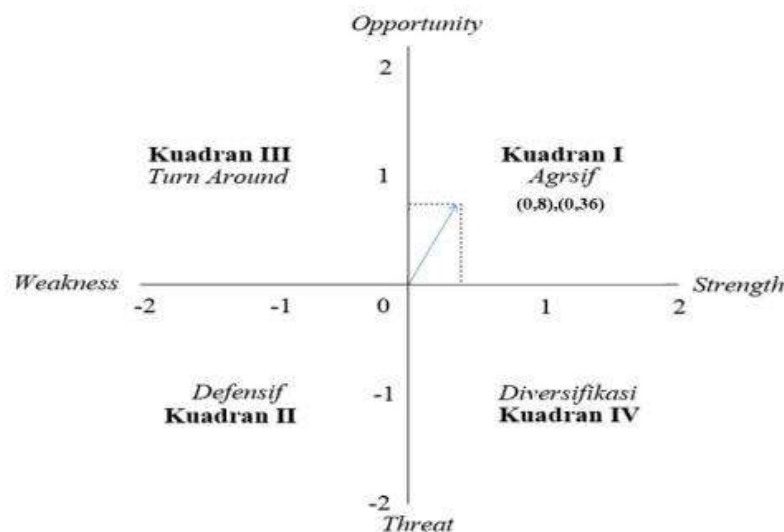 Opportunity
2
Kuadran III
Turn Around
Kuadran I
Agrsif
1
(0,8),(0,36)
Weakness
Strength
-2
-1
0
1
2
Defensif
Kuadran II
-1
Diversifikasi
Kuadran IV
-2
Threat